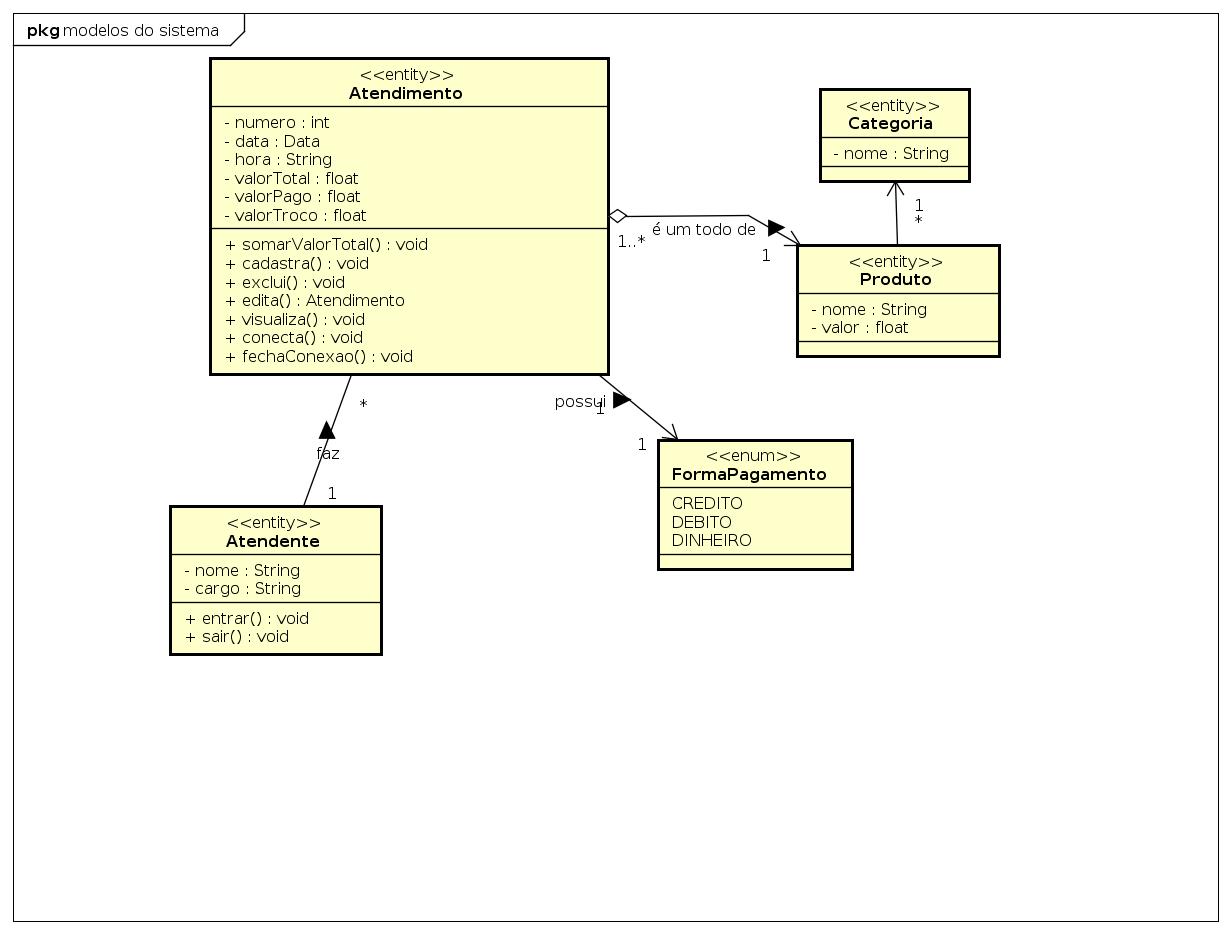 pkg modelos do sistema
<<entity>>
Atendimento
- numero : int
- data : Data
- hora : String
- valorTotal : float
- valorPago : float
- valorTroco : float
+ somarValorTotal() : void
+ cadastra() : void
+ exclui() : void
+ edita() : Atendimento
+ visualiza() : void
+ conecta() : void
+ fechaConexao() : void
<<entity>>
Categoria
- nome : String
1
*
é um todo de
1..*
1
<<entity>>
Produto
- nome : String
- valor : float
possui
1
1
<<enum>>
FormaPagamento
CREDITO
DEBITO
DINHEIRO
*
faz
1
<<entity>>
Atendente
- nome : String
- cargo : String
+ entrar() : void
+ sair() : void